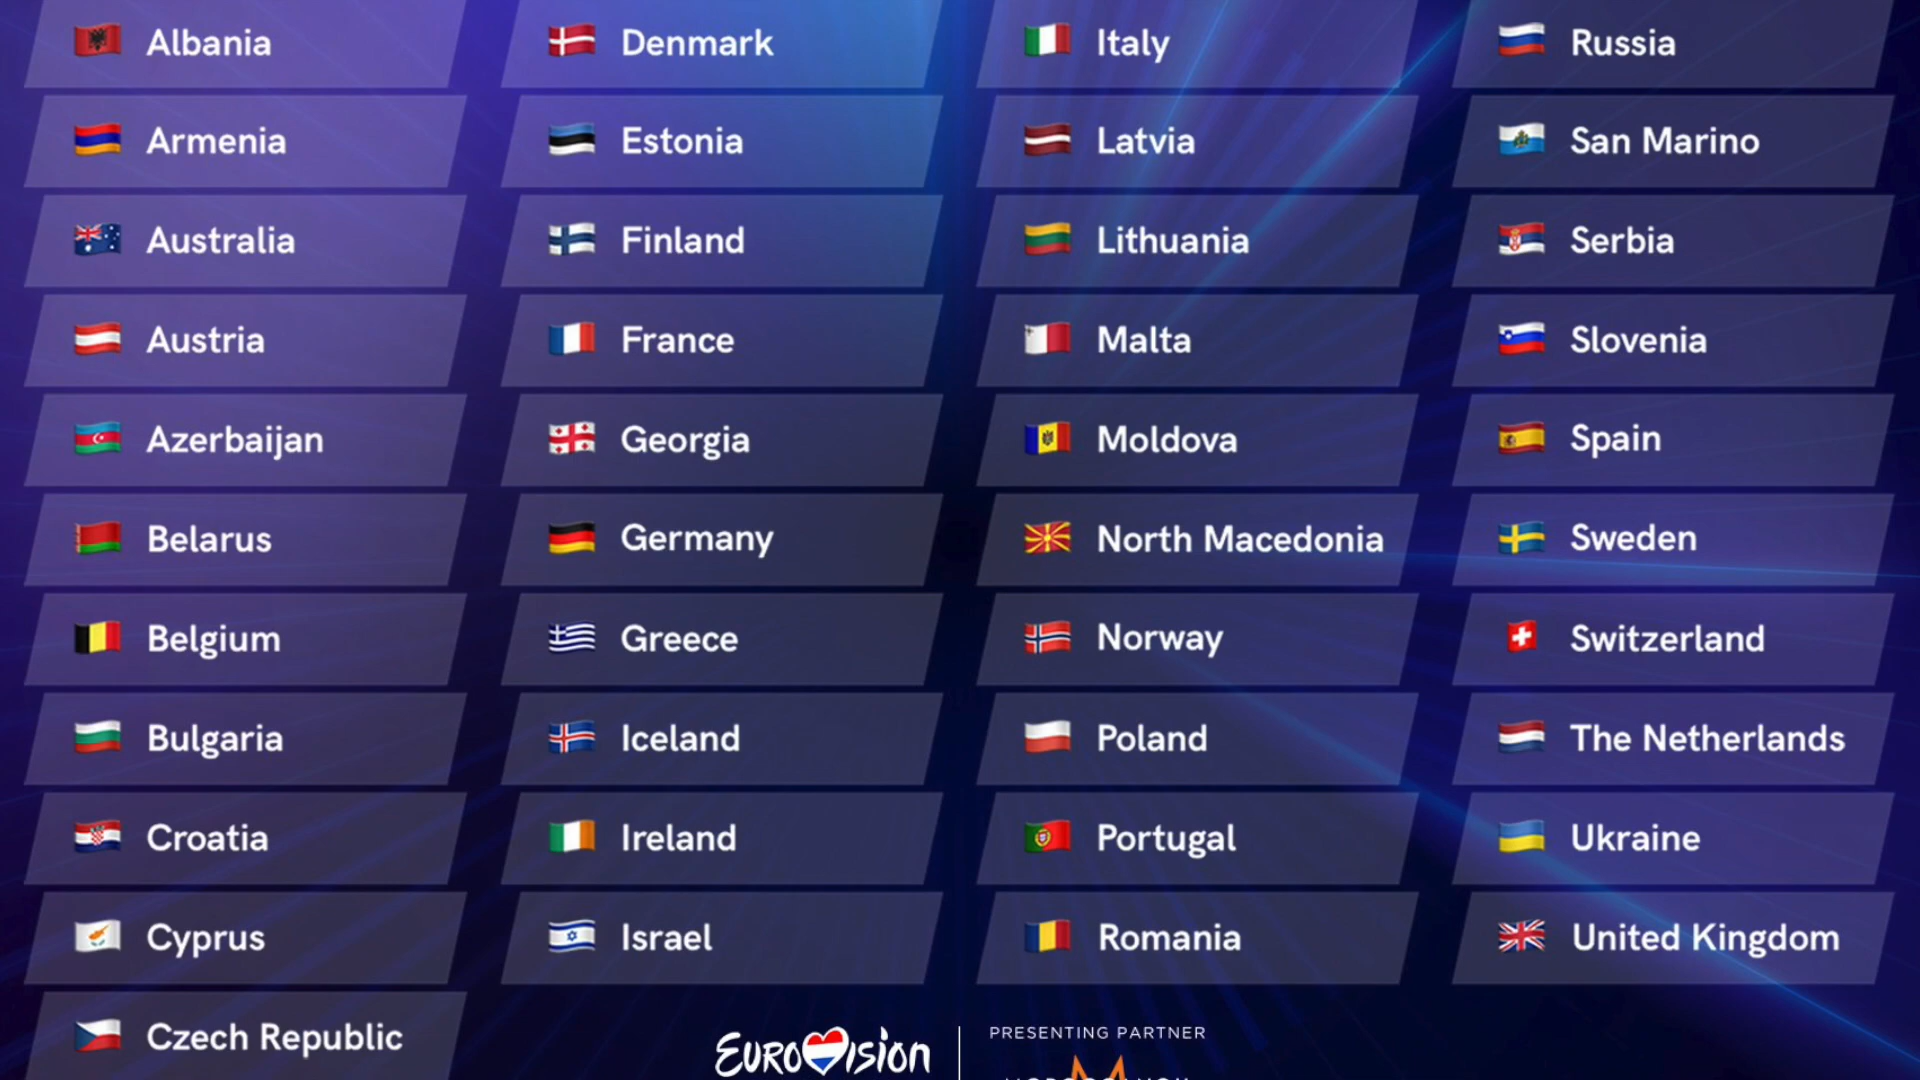 Albania
Armenia
Australia
Austria
Azerbaijan
Belarus
Belgium
Bulgaria
Croatia
Cyprus
Czech Republic
Denmark
Estonia
Finland
France
Georgia
Germany
Greece
Iceland
Ireland
Israel
Italy
Latvia
Lithuania
Malta
Moldova
North Macedonia
Norway
Poland
Portugal
Romania
Russia
San Marino
Serbia
Slovenia
Spain
Sweden
Switzerland
The Netherlands
Ukraine
United Kingdom
EUROVISION
PRESENTING PARTNER